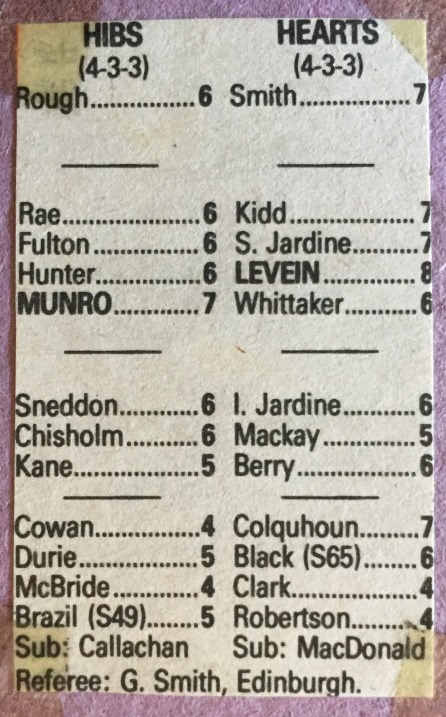 HIBS HEARTS
(4-3-3) (4-3-3)
Rough................6 Smith.................7
Rae.....................6 Kidd....................7
Fulton.................6 S. Jardine...........7
Hunter................6 LEVEIN...............8
MUNRO.............7 Whittaker............6
Sneddon............6 I. Jardine............6
Chisholm...........6 Mackay...............5
Kane...................5 Berry...................6
Cowan................4 Colquhoun.........7
Durie...................5 Black (S65).........6
McBride..............4 Clark...................4
Brazil (S49).........5 Robertson...........4
Sub: Callachan Sub: MacDonald
Referee: G. Smith, Edinburgh.